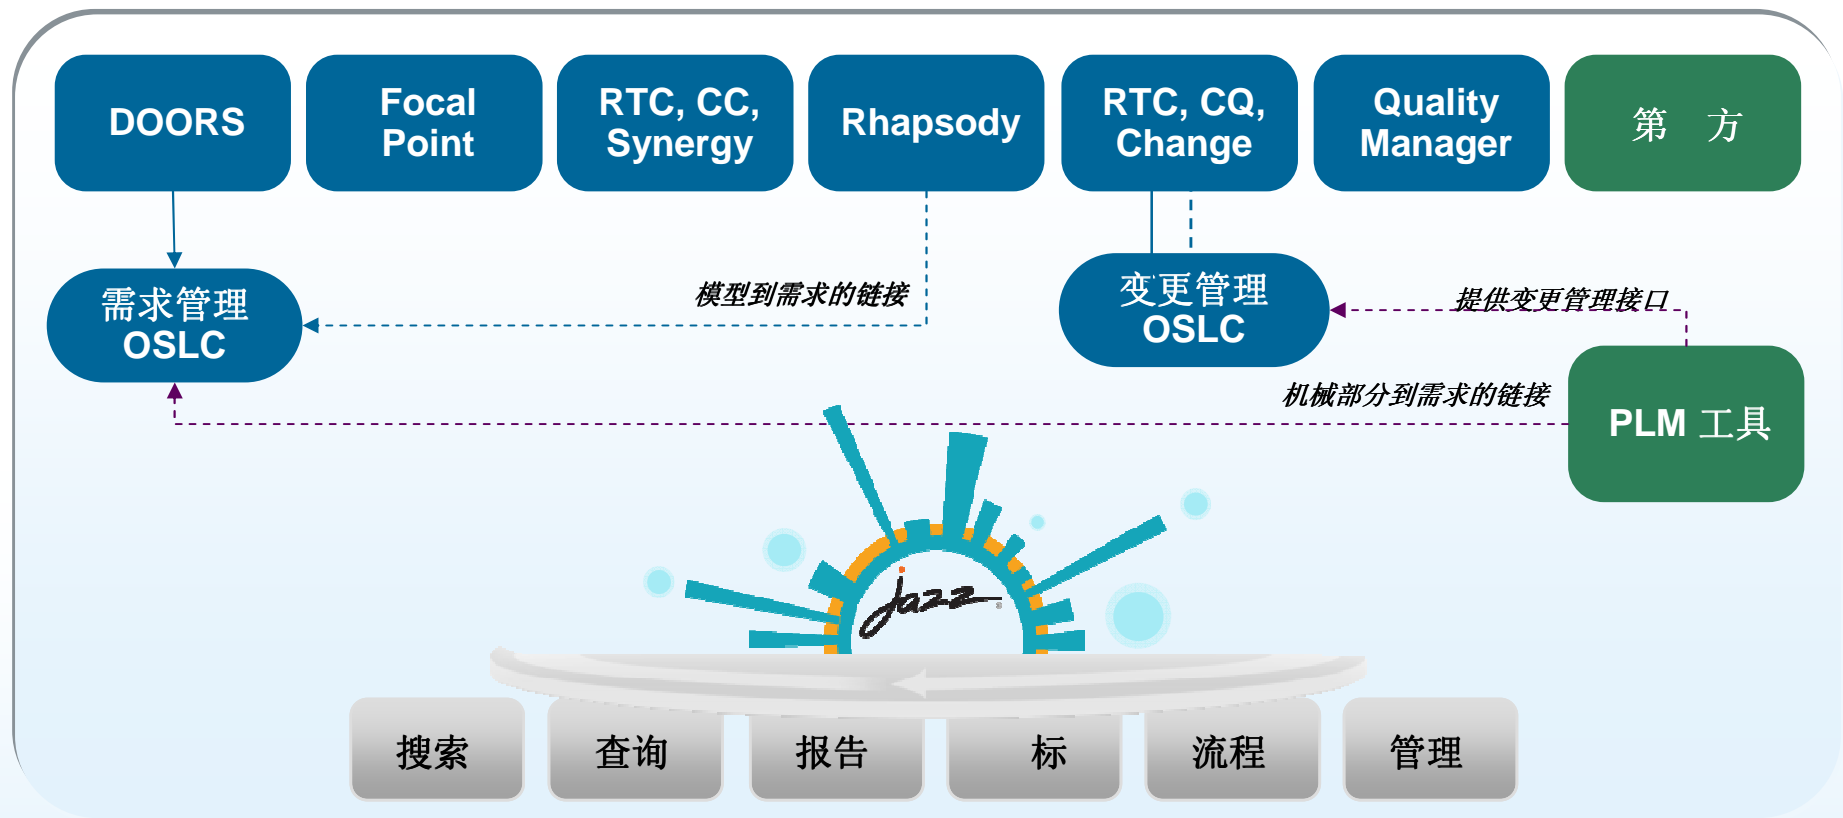 DOORS
Focal
Point
RTC, CC,
Synergy
Rhapsody
RTC, CQ,
Change
Quality
Manager
第 方
需求管理
OSLC
模型到需求的链接
变更管理
OSLC
提供变更管理接口
机械部分到需求的链接
PLM 工具
jazz
搜索
查询
报告
标
流程
管理